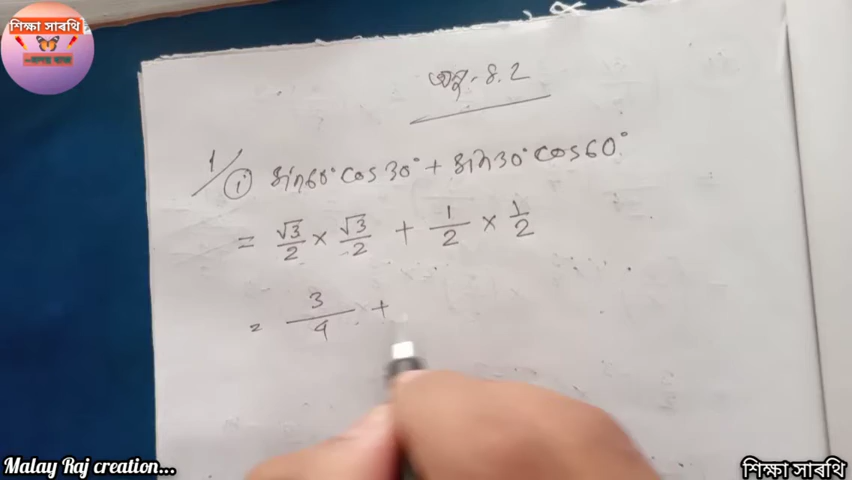 শিক্ষা সাৰথি
অনু-8.2
1/ (i) sin60° cos30° + sin30° cos60°
= √3/2 × √3/2 + 1/2 × 1/2
= 3/4 +
Malay Raj creation...
শিক্ষা সাৰথি